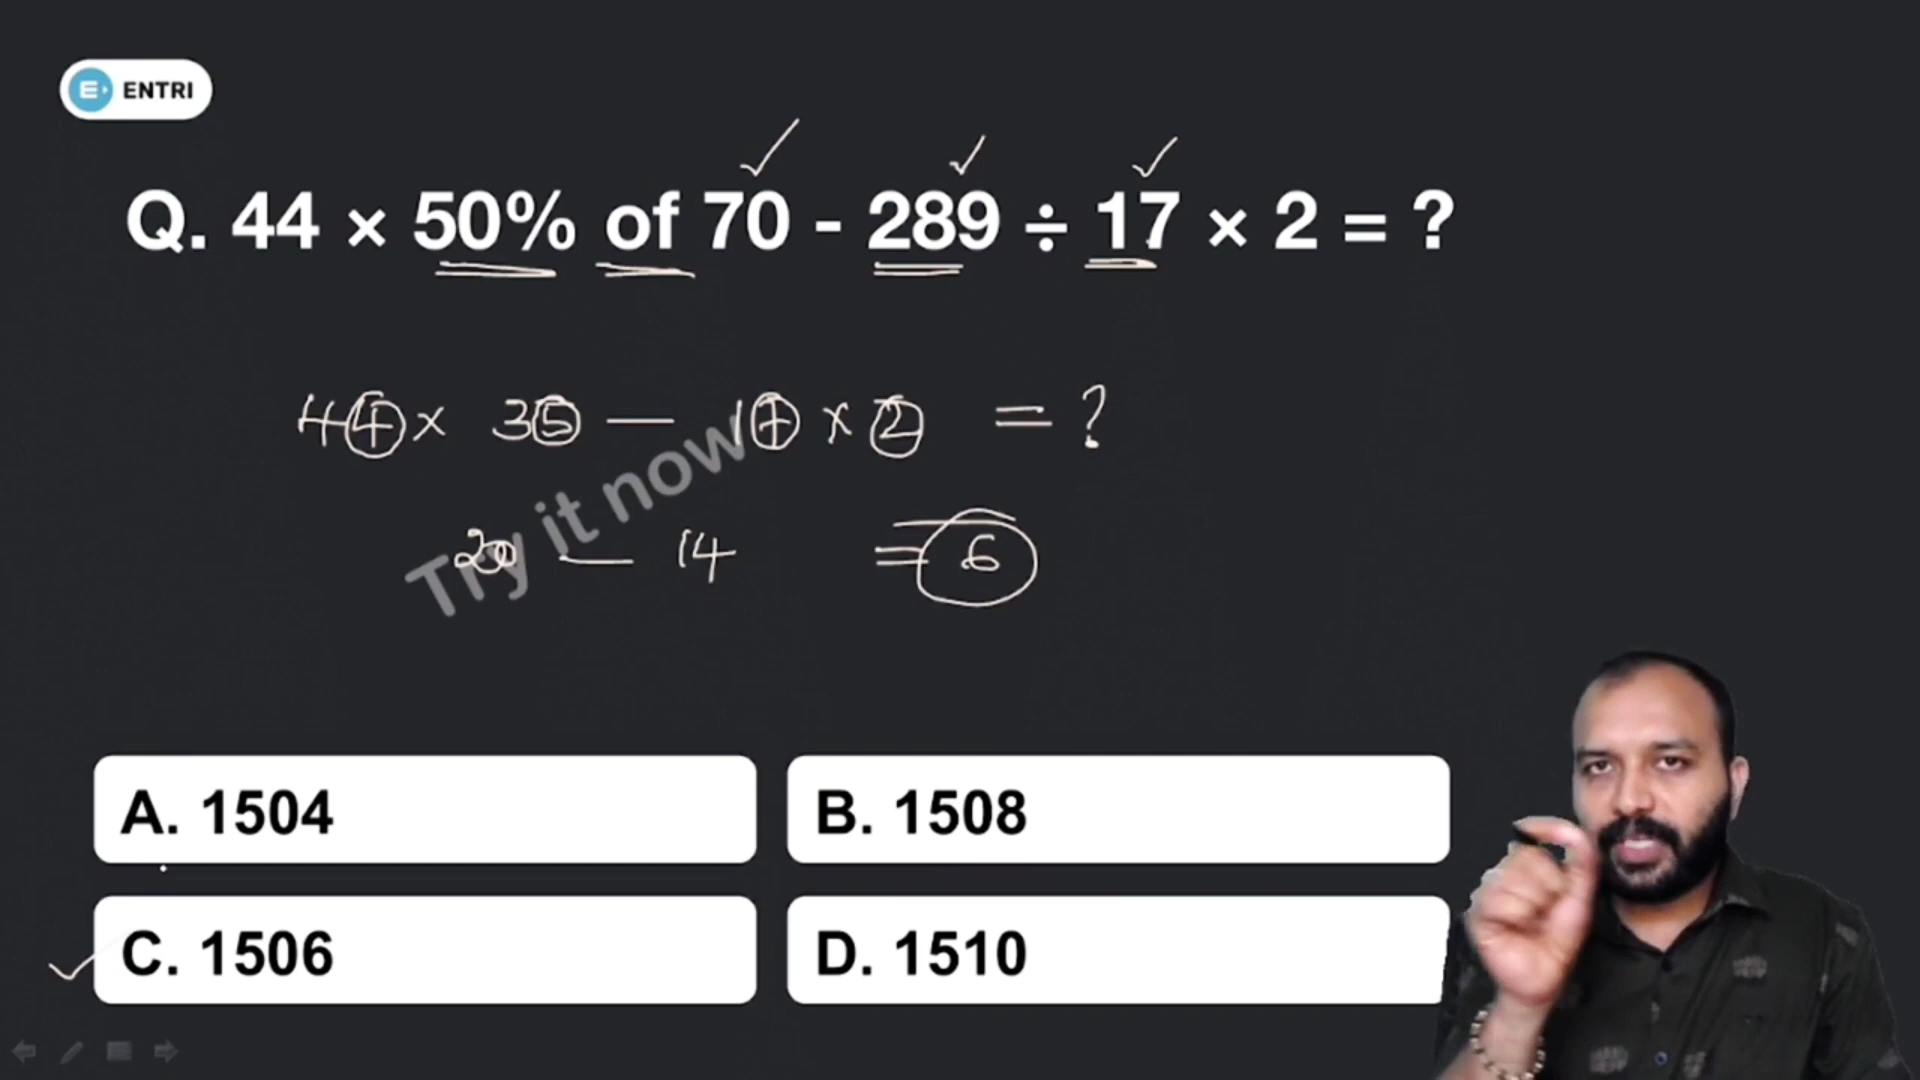 ENTRI
Q. 44 × 50% of 70 - 289 ÷ 17 × 2 = ?
44 × 35 — 17 × 2 = ?
Try it now
20 — 14 = 6
A. 1504
B. 1508
C. 1506
D. 1510